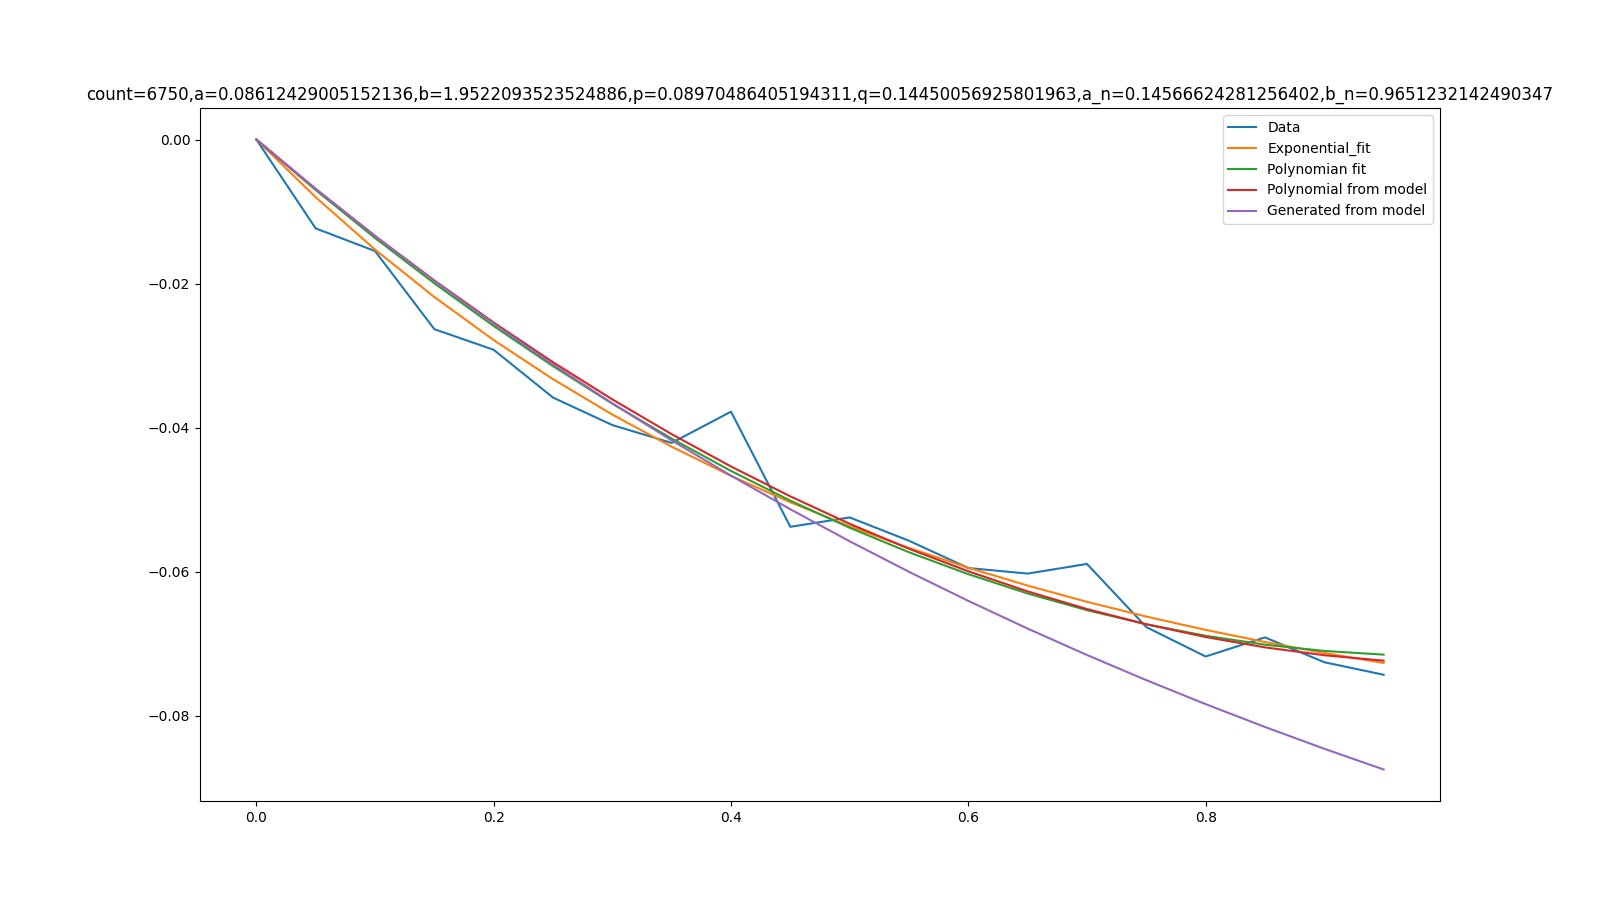 count=6750,a=0.08612429005152136,b=1.9522093523524886,p=0.08970486405194311,q=0.14450056925801963,a_n=0.14566624281256402,b_n=0.9651232142490347
Data
Exponential_fit
Polynomian fit
Polynomial from model
Generated from model
0.00
−0.02
−0.04
−0.06
−0.08
0.0 0.2 0.4 0.6 0.8